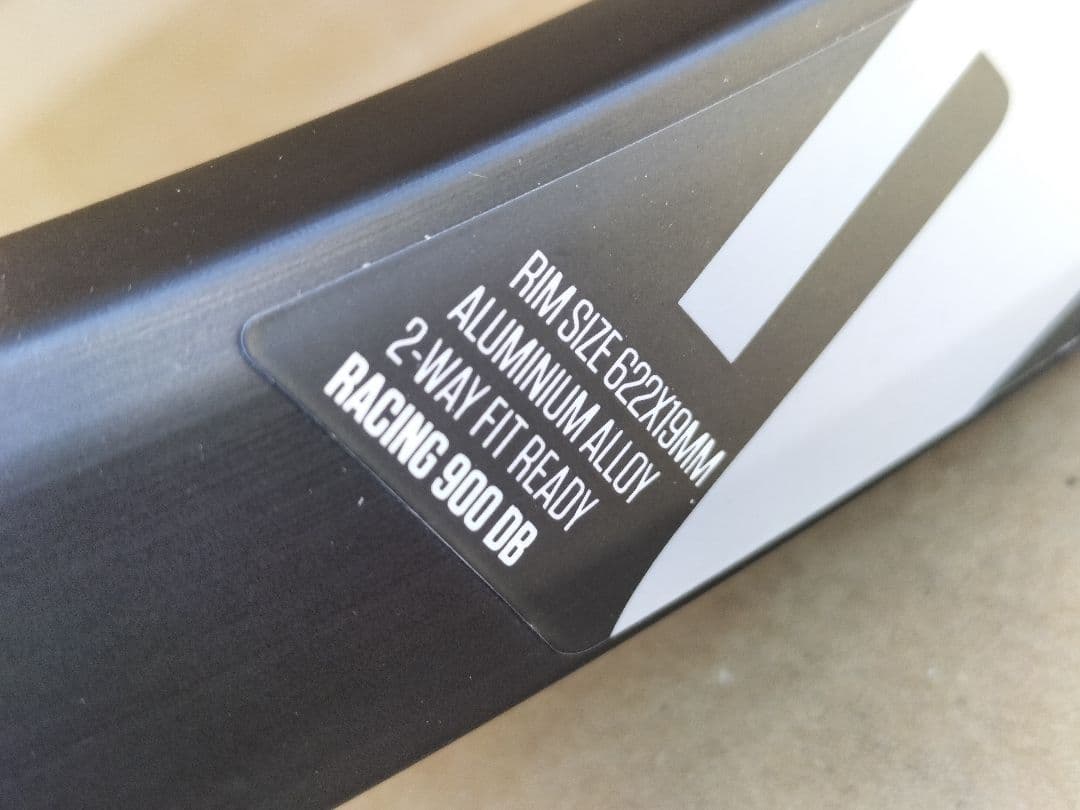 RIM SIZE 622X19MM
ALUMINIUM ALLOY
2-WAY FIT READY
RACING 900 DB